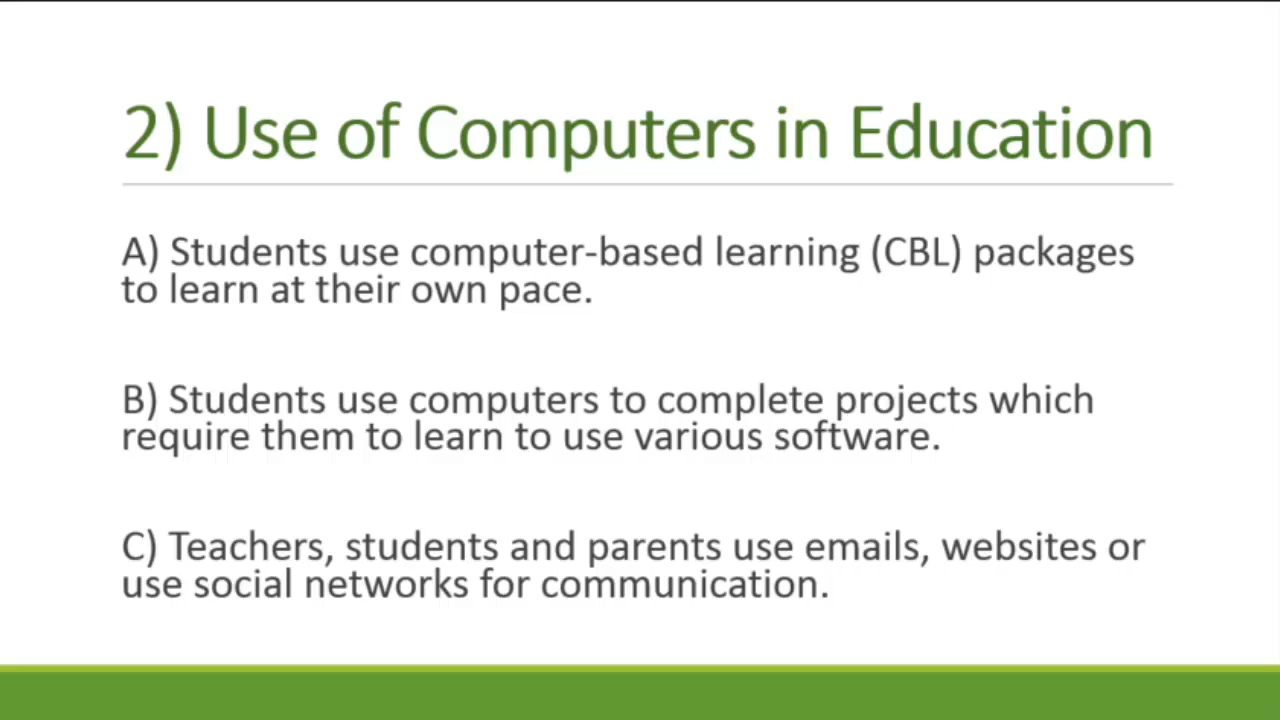 2) Use of Computers in Education
A) Students use computer-based learning (CBL) packages
to learn at their own pace.
B) Students use computers to complete projects which
require them to learn to use various software.
C) Teachers, students and parents use emails, websites or
use social networks for communication.